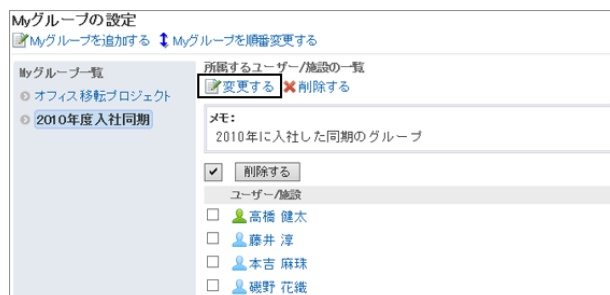 Myグループの設定
Myグループを追加する Myグループを順番変更する
Myグループ一覧
オフィス移転プロジェクト
2010年度入社同期
所属するユーザー/施設の一覧
変更する 削除する
メモ:
2010年に入社した同期のグループ
削除する
ユーザー/施設
高橋 健太
藤井 淳
本吉 麻珠
磯野 花織